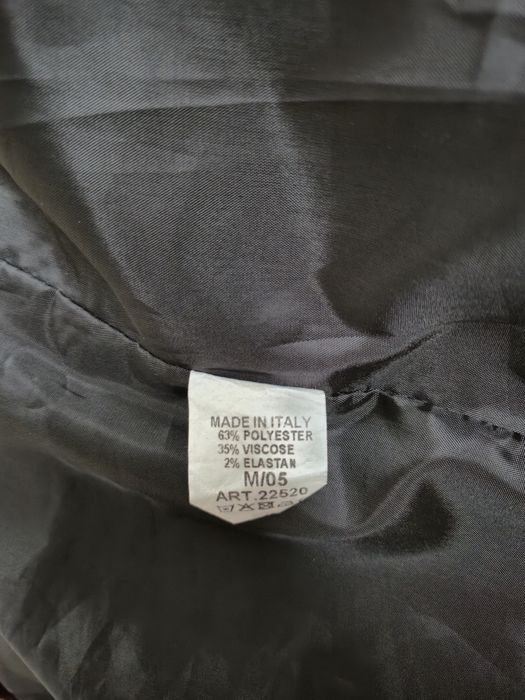 MADE IN ITALY
63% POLYESTER
35% VISCOSE
2% ELASTAN
M/05
ART.22520